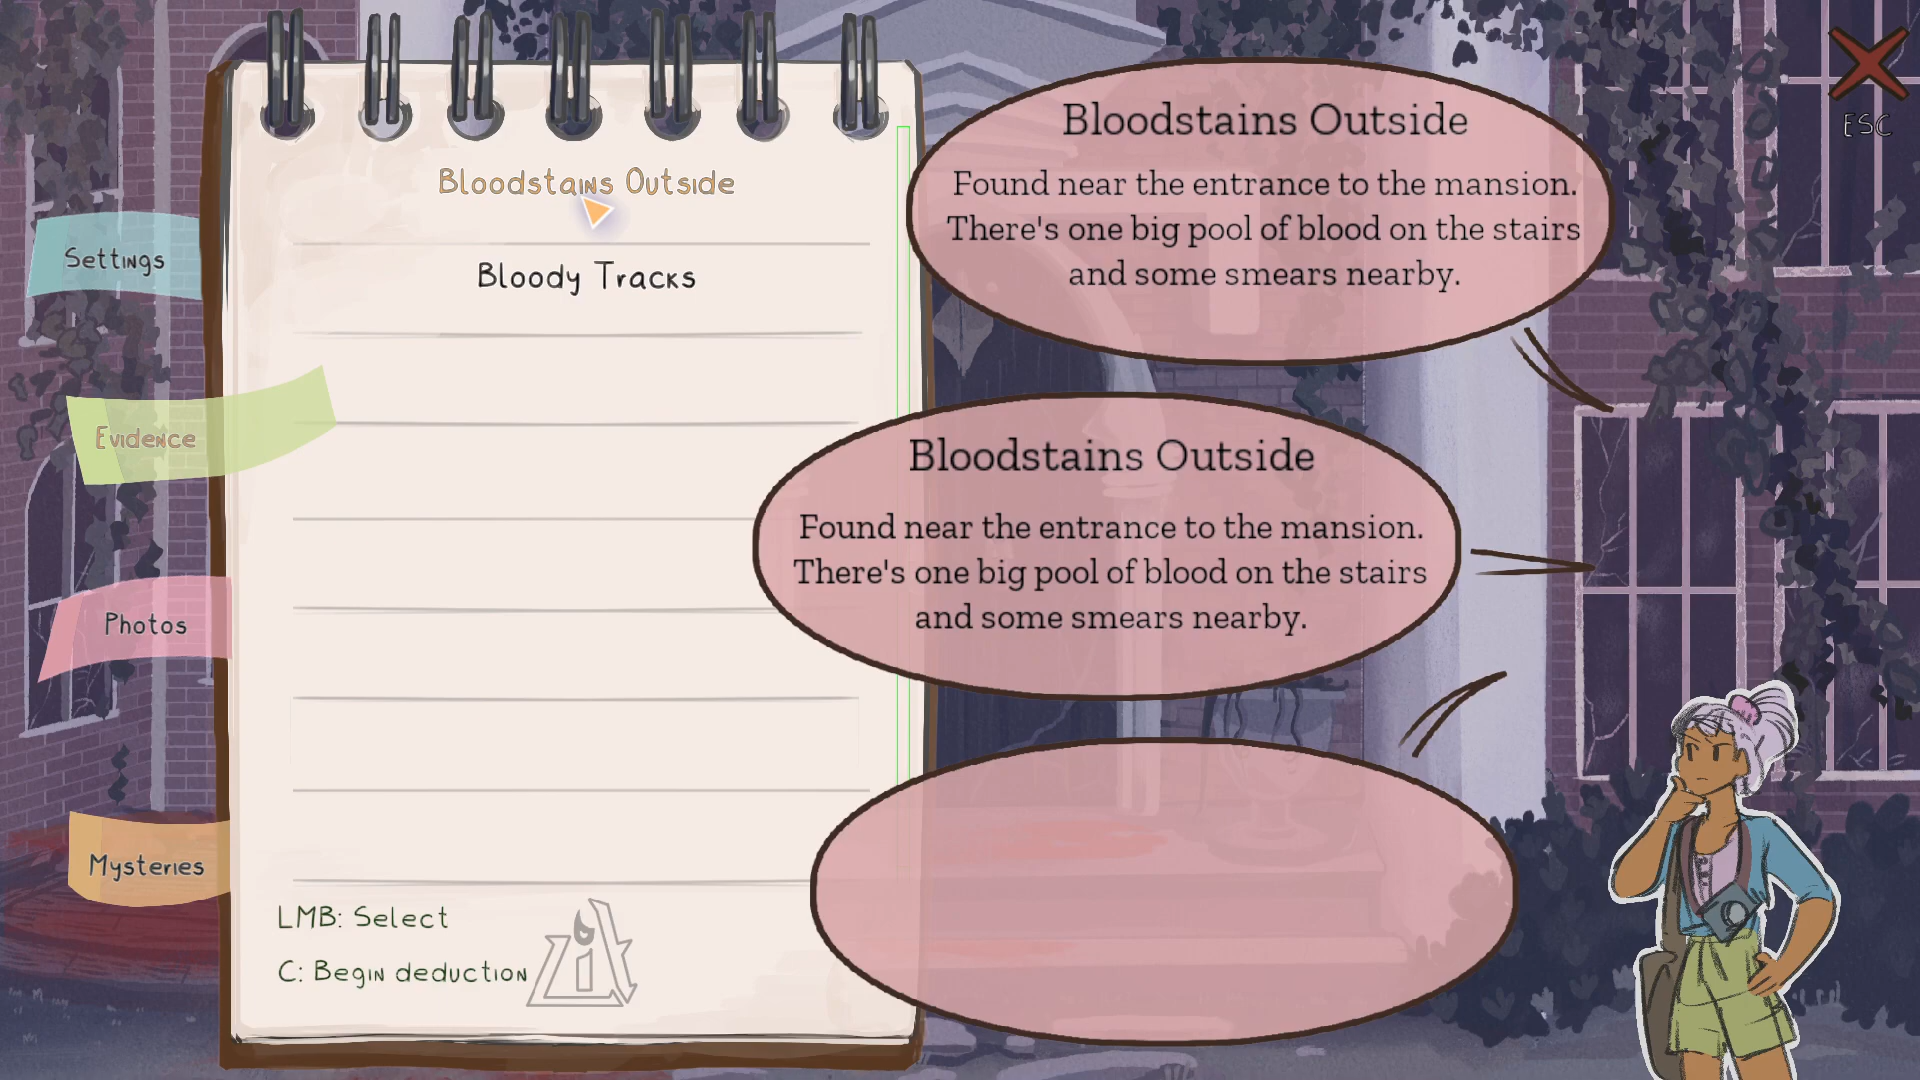 Bloodstains Outside
Bloody Tracks
Settings
Evidence
Photos
Mysteries
LMB: Select
C: Begin deduction
Bloodstains Outside
Found near the entrance to the mansion.
There's one big pool of blood on the stairs
and some smears nearby.
Bloodstains Outside
Found near the entrance to the mansion.
There's one big pool of blood on the stairs
and some smears nearby.
ESC